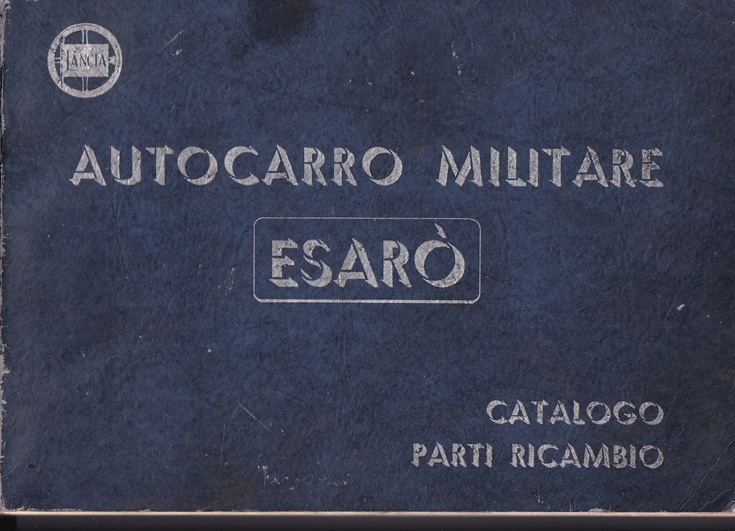 LANCIA
AUTOCARRO MILITARE
ESARÒ
CATALOGO
PARTI RICAMBIO